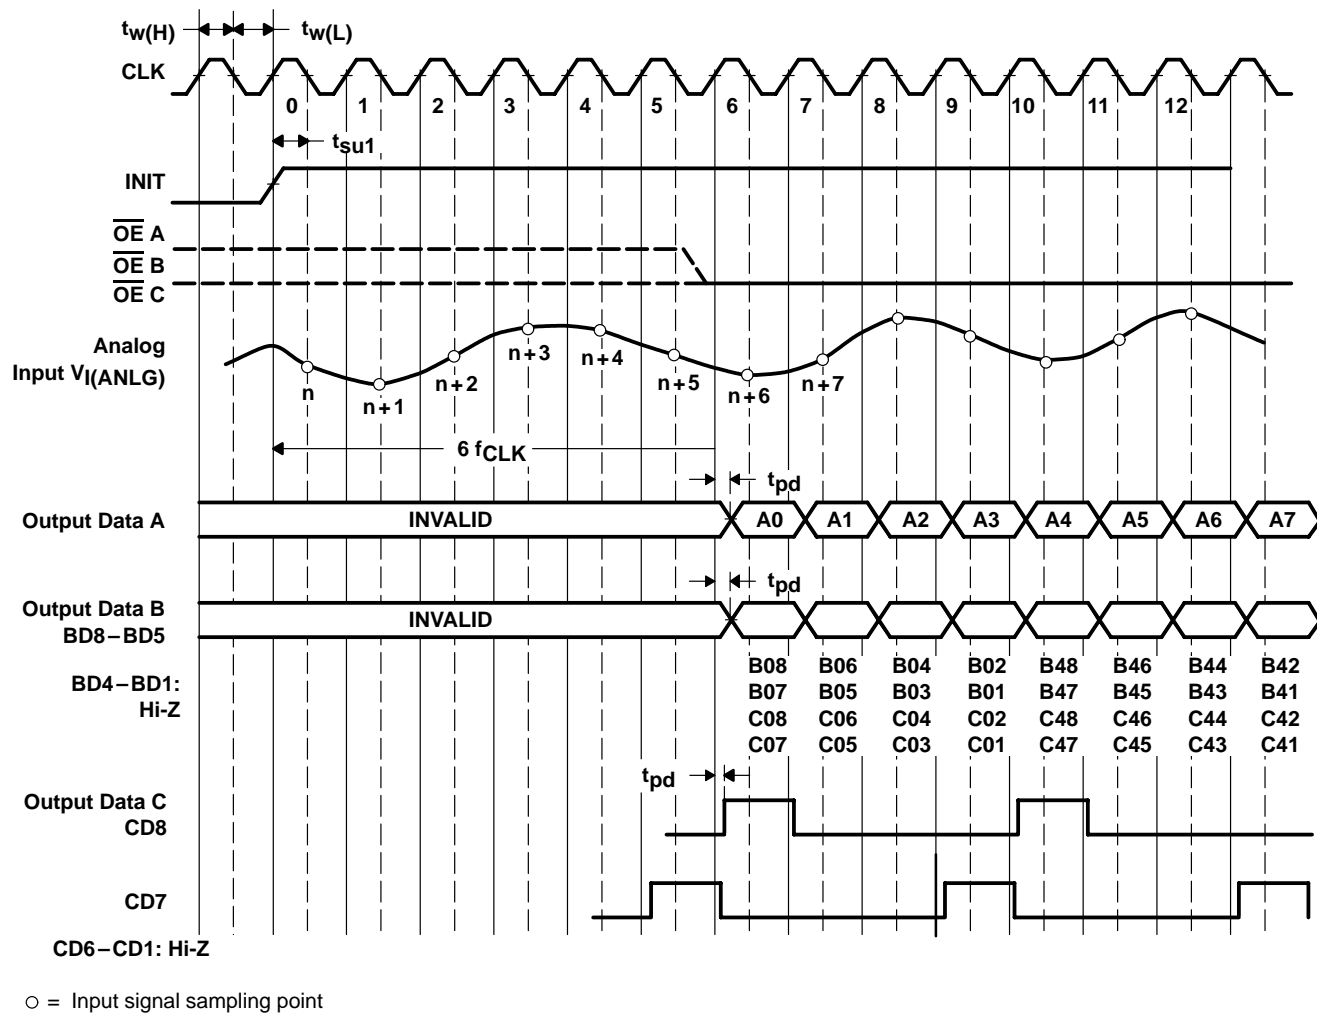 tw(H) tw(L)
CLK
0 1 2 3 4 5 6 7 8 9 10 11 12
tsu1
INIT
OE A
OE B
OE C
Analog
Input VI(ANLG)
n n+1 n+2 n+3 n+4 n+5 n+6 n+7
6 fCLK
tpd
Output Data A INVALID A0 A1 A2 A3 A4 A5 A6 A7
tpd
Output Data B
BD8–BD5
INVALID
BD4–BD1:
Hi-Z
B08 B06 B04 B02 B48 B46 B44 B42
B07 B05 B03 B01 B47 B45 B43 B41
C08 C06 C04 C02 C48 C46 C44 C42
C07 C05 C03 C01 C47 C45 C43 C41
tpd
Output Data C
CD8
CD7
CD6–CD1: Hi-Z
= Input signal sampling point